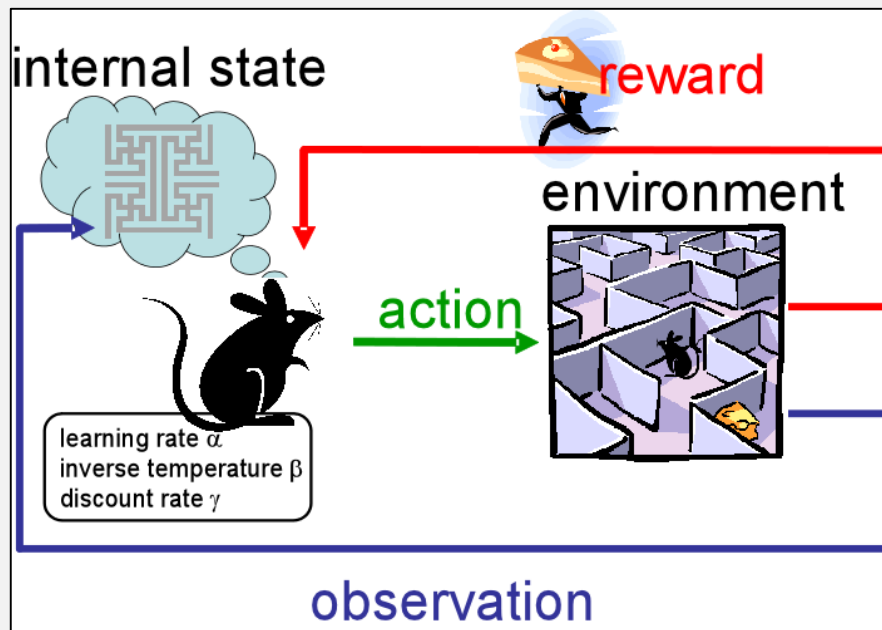 internal state
reward
environment
action
learning rate α
inverse temperature β
discount rate γ
observation